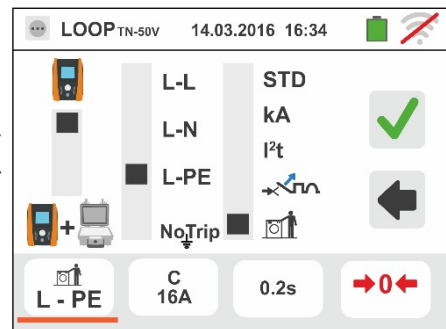 LOOP TN-50V 14.03.2016 16:34
L-L STD
L-N kA
I²t
L-PE
NoTrip
L - PE
C
16A
0.2s
→0←